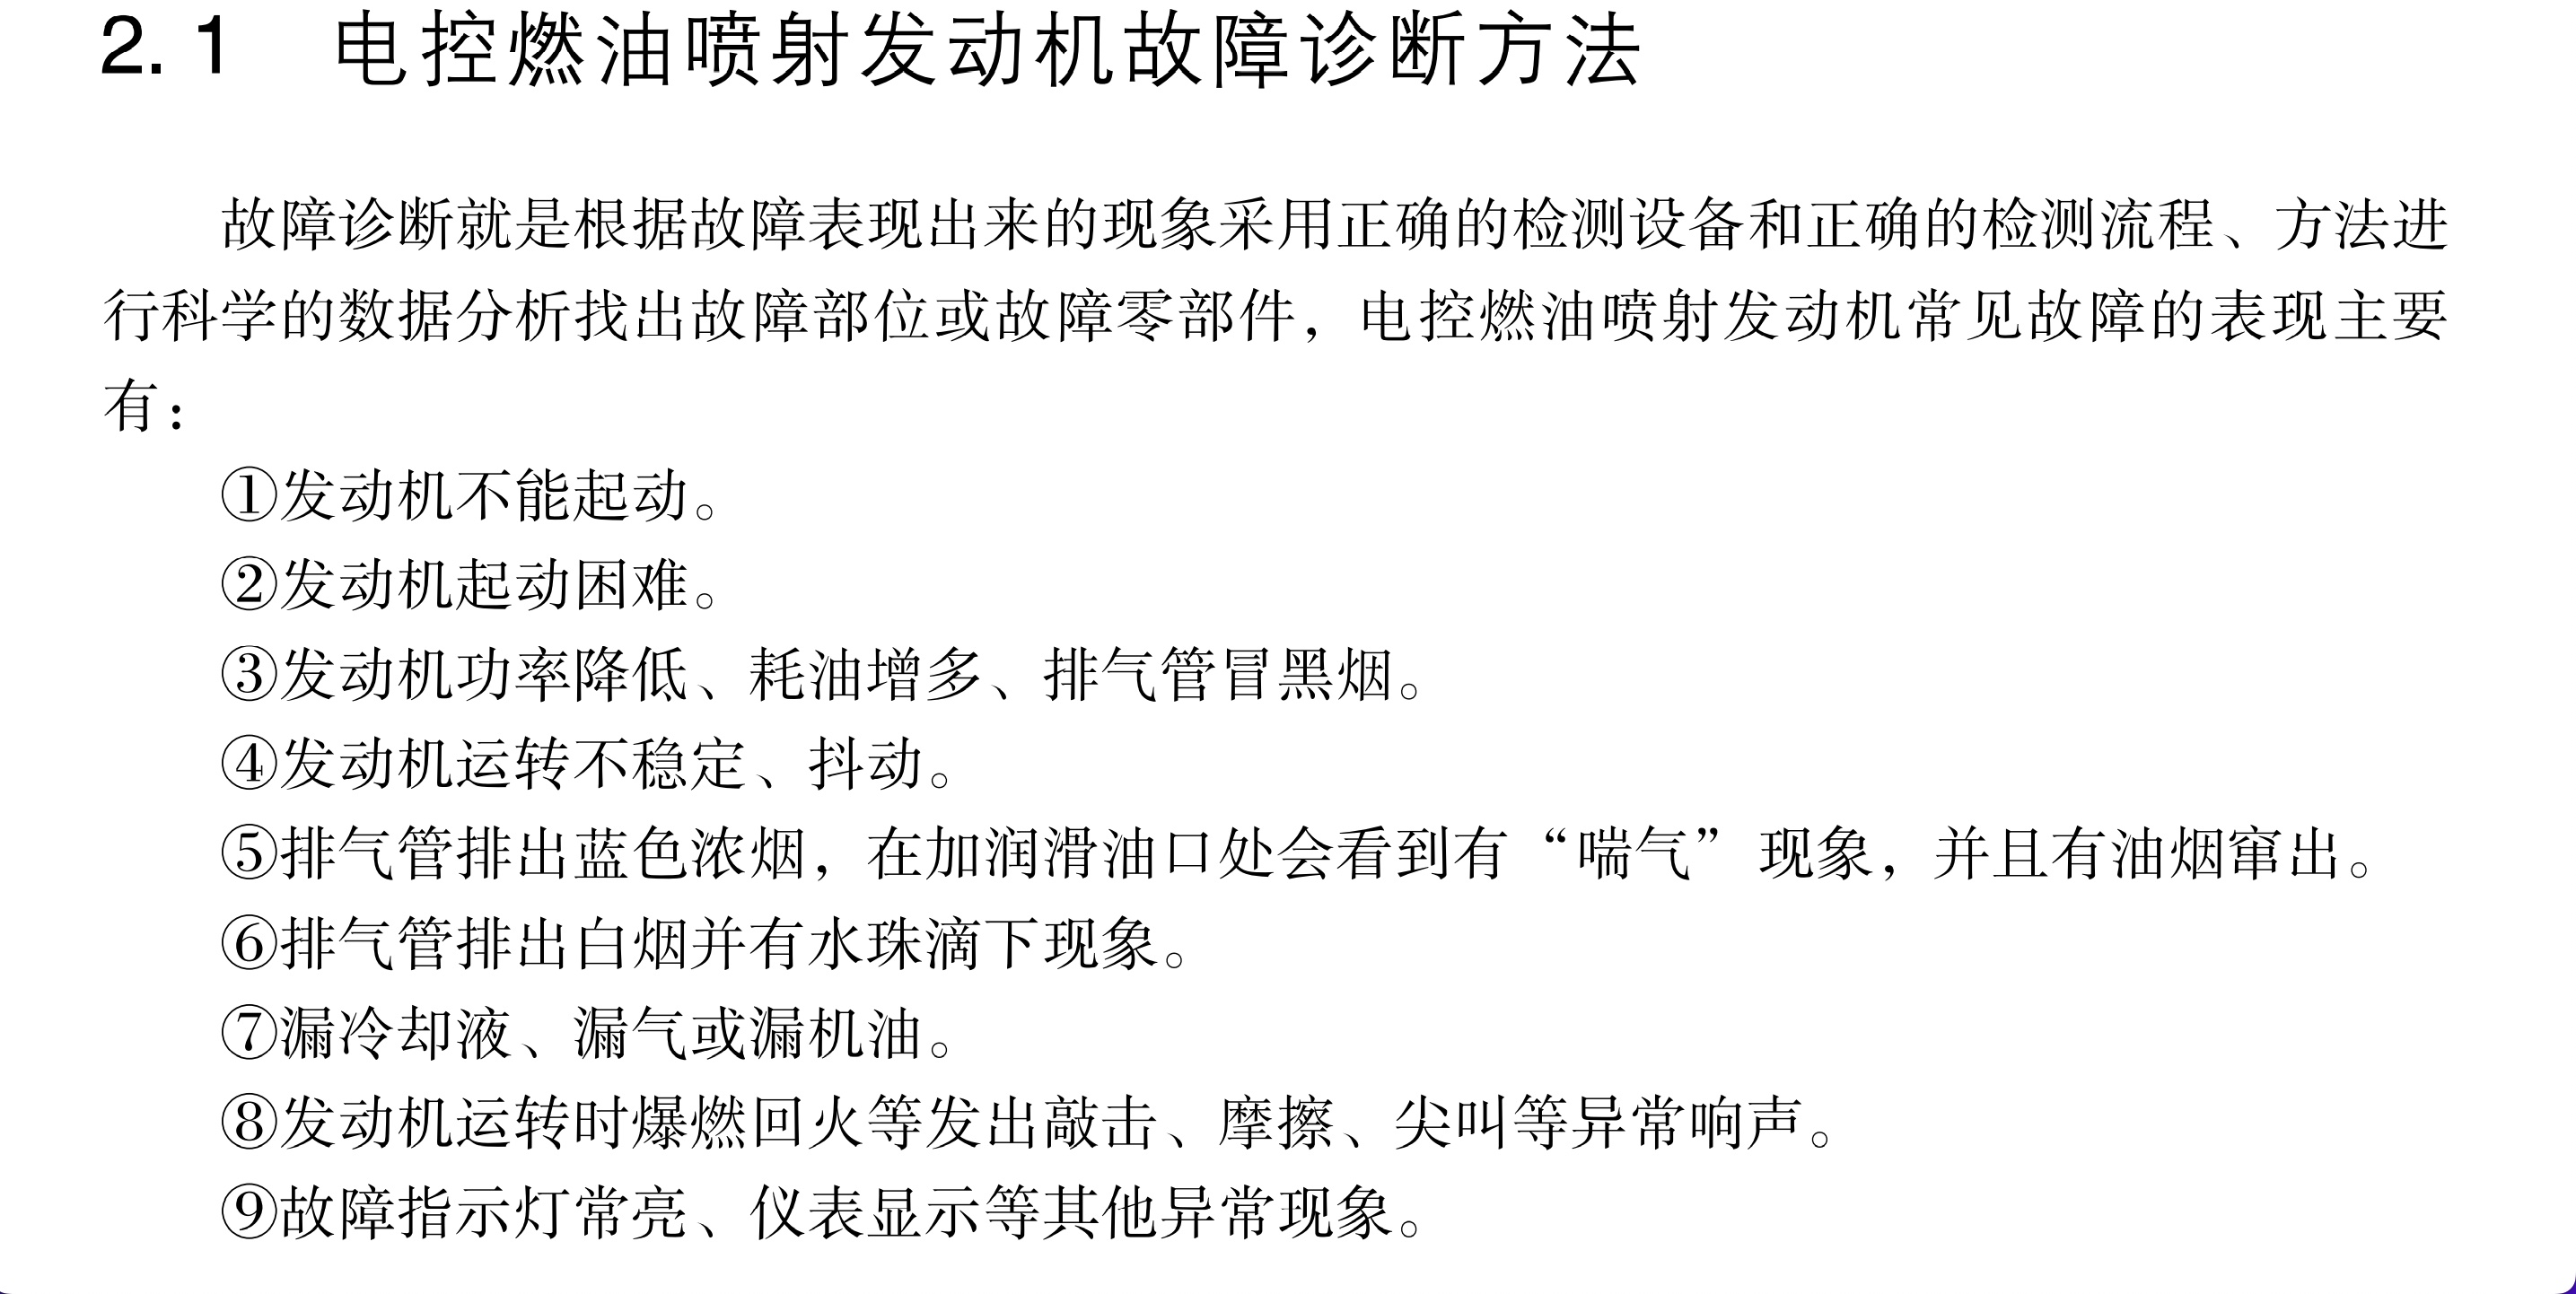 2.1 电控燃油喷射发动机故障诊断方法
故障诊断就是根据故障表现出来的现象采用正确的检测设备和正确的检测流程、方法进
行科学的数据分析找出故障部位或故障零部件，电控燃油喷射发动机常见故障的表现主要
有：
①发动机不能起动。
②发动机起动困难。
③发动机功率降低、耗油增多、排气管冒黑烟。
④发动机运转不稳定、抖动。
⑤排气管排出蓝色浓烟，在加润滑油口处会看到有“喘气”现象，并且有油烟窜出。
⑥排气管排出白烟并有水珠滴下现象。
⑦漏冷却液、漏气或漏机油。
⑧发动机运转时爆燃回火等发出敲击、摩擦、尖叫等异常响声。
⑨故障指示灯常亮、仪表显示等其他异常现象。